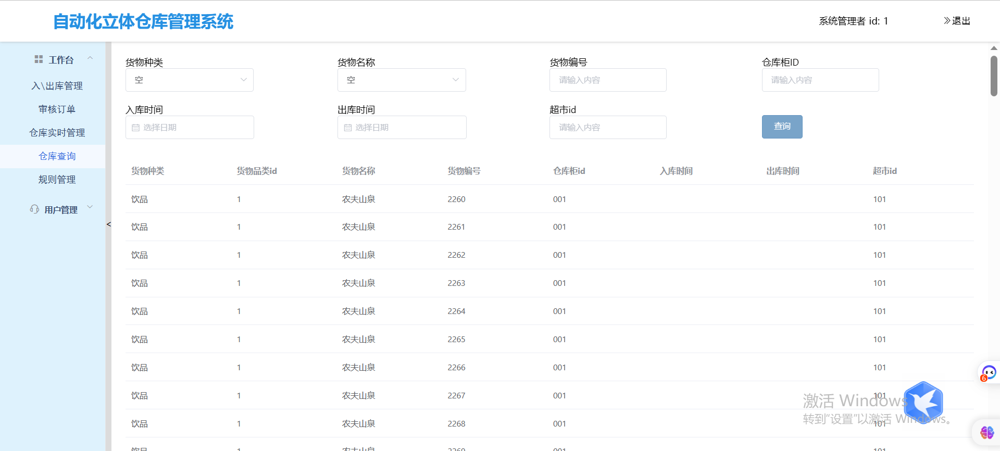 自动化立体仓库管理系统
系统管理者 id: 1
退出
工作台
入\出库管理
审核订单
仓库实时管理
仓库查询
规则管理
用户管理
<
货物种类 货物名称 货物编号 仓库柜ID
空 空 请输入内容 请输入内容
入库时间 出库时间 超市id
选择日期 选择日期 请输入内容 查询
货物种类 货物品类id 货物名称 货物编号 仓库柜id 入库时间 出库时间 超市id
饮品 1 农夫山泉 2260 001 101
饮品 1 农夫山泉 2261 001 101
饮品 1 农夫山泉 2262 001 101
饮品 1 农夫山泉 2263 001 101
饮品 1 农夫山泉 2264 001 101
饮品 1 农夫山泉 2265 001 101
饮品 1 农夫山泉 2266 001 101
饮品 1 农夫山泉 2267 001 101
饮品 1 农夫山泉 2268 001 101
饮品 1 农夫山泉 2269 001 101
激活 Windows
转到“设置”以激活 Windows。
6